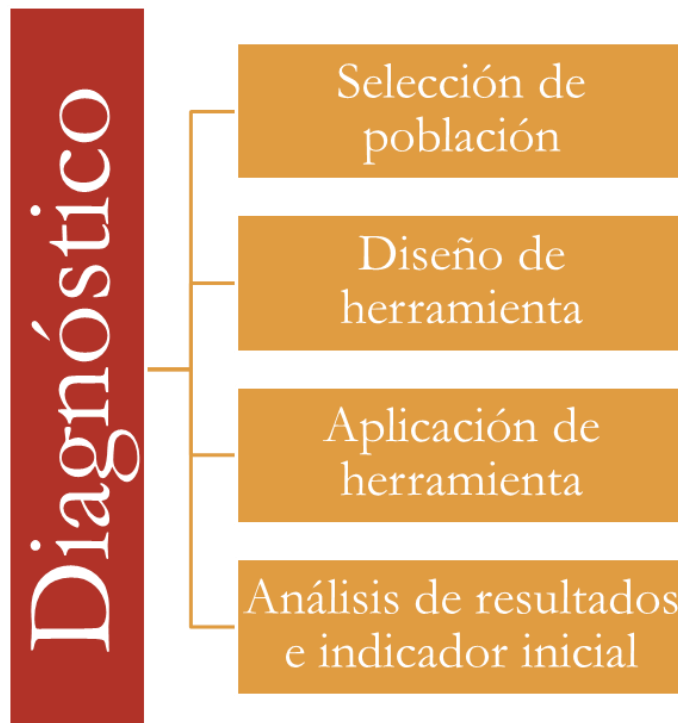 Diagnóstico
Selección de
población
Diseño de
herramienta
Aplicación de
herramienta
Análisis de resultados
e indicador inicial